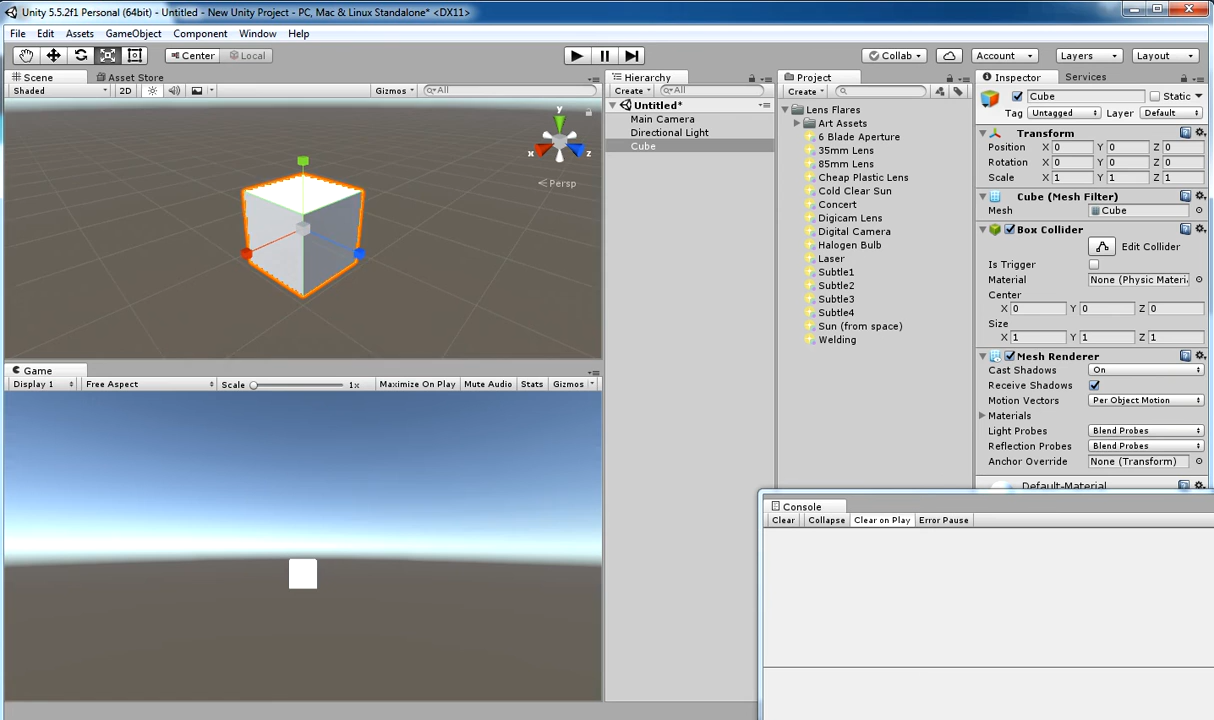 Unity 5.5.2f1 Personal (64bit) - Untitled - New Unity Project - PC, Mac & Linux Standalone* <DX11>
File Edit Assets GameObject Component Window Help
Center Local Collab Account Layers Layout
Scene Asset Store
Shaded 2D Gizmos All
y
x
z
Persp
Game
Display 1 Free Aspect Scale 1x Maximize On Play Mute Audio Stats Gizmos
Hierarchy
Create All
Untitled*
Main Camera
Directional Light
Cube
Project
Create
Lens Flares
Art Assets
6 Blade Aperture
35mm Lens
85mm Lens
Cheap Plastic Lens
Cold Clear Sun
Concert
Digicam Lens
Digital Camera
Halogen Bulb
Laser
Subtle1
Subtle2
Subtle3
Subtle4
Sun (from space)
Welding
Inspector Services
Cube Static
Tag Untagged Layer Default
Transform
Position X 0 Y 0 Z 0
Rotation X 0 Y 0 Z 0
Scale X 1 Y 1 Z 1
Cube (Mesh Filter)
Mesh Cube
Box Collider
Edit Collider
Is Trigger
Material None (Physic Materi
Center
X 0 Y 0 Z 0
Size
X 1 Y 1 Z 1
Mesh Renderer
Cast Shadows On
Receive Shadows
Motion Vectors Per Object Motion
Materials
Light Probes Blend Probes
Reflection Probes Blend Probes
Anchor Override None (Transform)
Default-Material
Console
Clear Collapse Clear on Play Error Pause